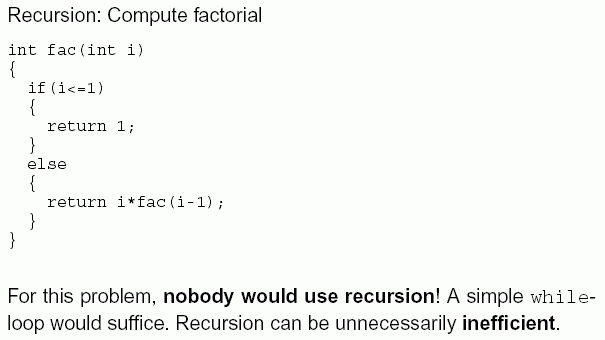 Recursion: Compute factorial
int fac(int i)
{
  if(i<=1)
  {
    return 1;
  }
  else
  {
    return i*fac(i-1);
  }
}
For this problem, nobody would use recursion! A simple while-
loop would suffice. Recursion can be unnecessarily inefficient.